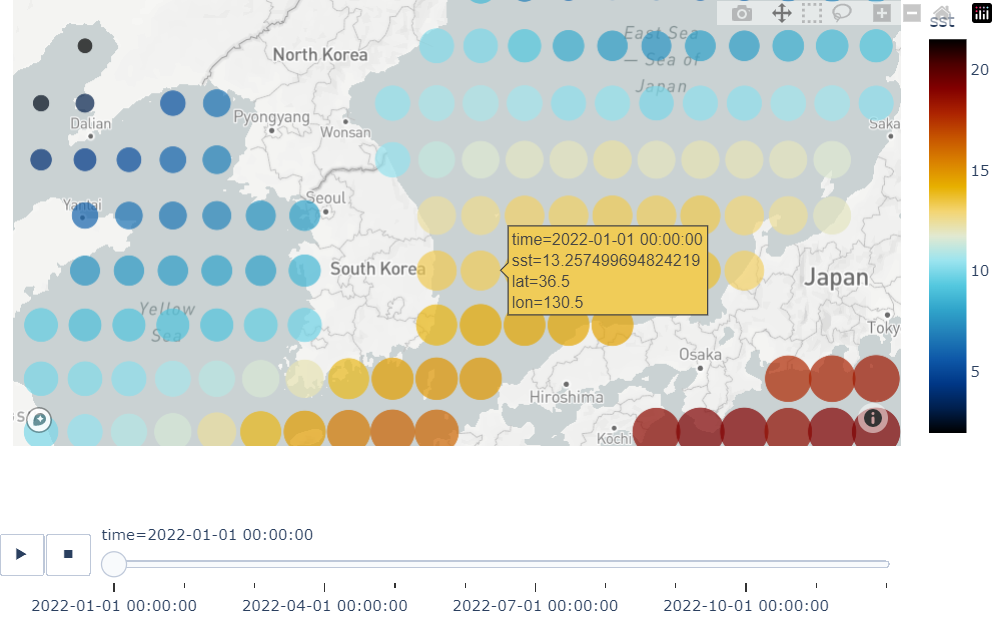 sst
East Sea
— Sea of
Japan
North Korea
20
Dalian
Pyongyang
Wonsan
Saka
15
Yantai
Seoul
time=2022-01-01 00:00:00
sst=13.257499694824219
lat=36.5
lon=130.5
South Korea
Japan
10
Yellow
Sea
Toky
Osaka
5
Hiroshima
s
Kōchi
time=2022-01-01 00:00:00
2022-01-01 00:00:00
2022-04-01 00:00:00
2022-07-01 00:00:00
2022-10-01 00:00:00